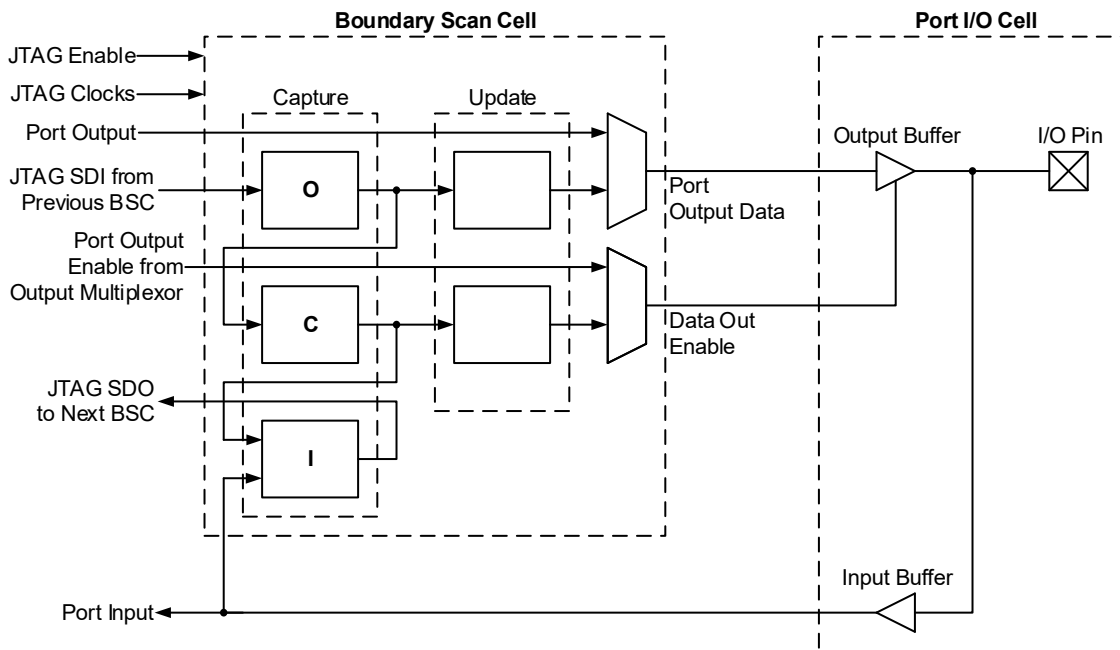 Boundary Scan Cell
Port I/O Cell
JTAG Enable
JTAG Clocks
Capture
Update
Port Output
Output Buffer
I/O Pin
JTAG SDI from
Previous BSC
O
Port
Output Data
Port Output
Enable from
Output Multiplexor
C
Data Out
Enable
JTAG SDO
to Next BSC
I
Input Buffer
Port Input